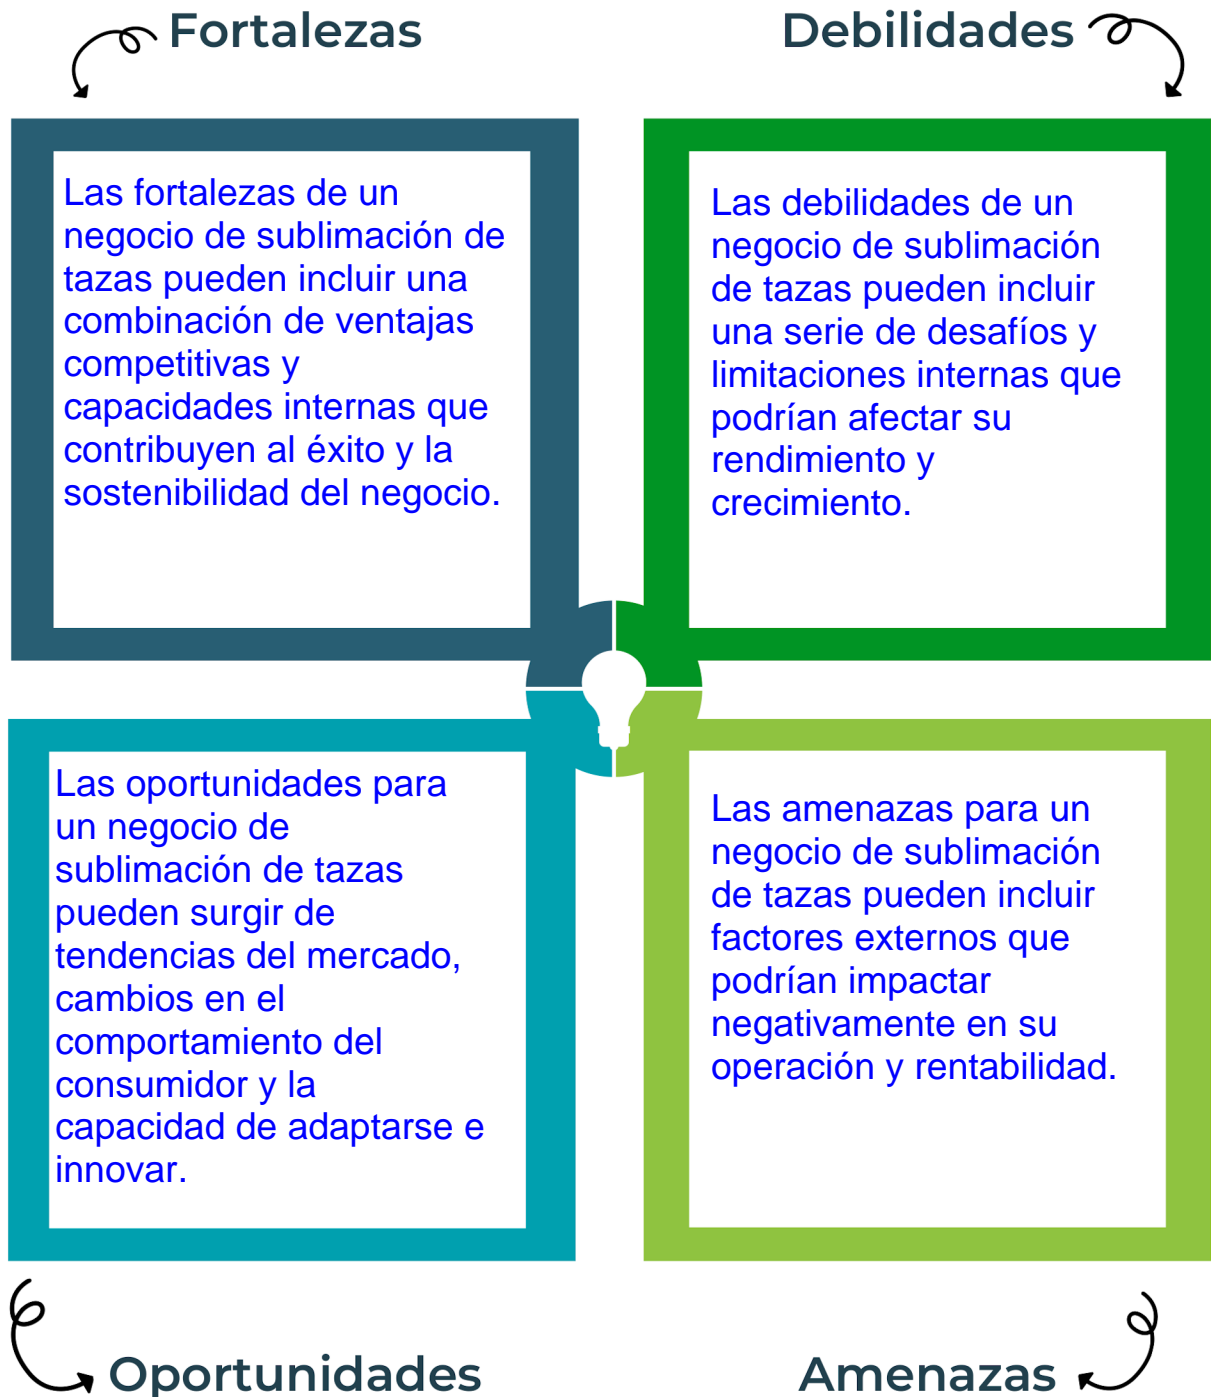 Fortalezas
Las fortalezas de un
negocio de sublimación de
tazas pueden incluir una
combinación de ventajas
competitivas y
capacidades internas que
contribuyen al éxito y la
sostenibilidad del negocio.
Debilidades
Las debilidades de un
negocio de sublimación
de tazas pueden incluir
una serie de desafíos y
limitaciones internas que
podrían afectar su
rendimiento y
crecimiento.
Las oportunidades para
un negocio de
sublimación de tazas
pueden surgir de
tendencias del mercado,
cambios en el
comportamiento del
consumidor y la
capacidad de adaptarse e
innovar.
Oportunidades
Las amenazas para un
negocio de sublimación
de tazas pueden incluir
factores externos que
podrían impactar
negativamente en su
operación y rentabilidad.
Amenazas